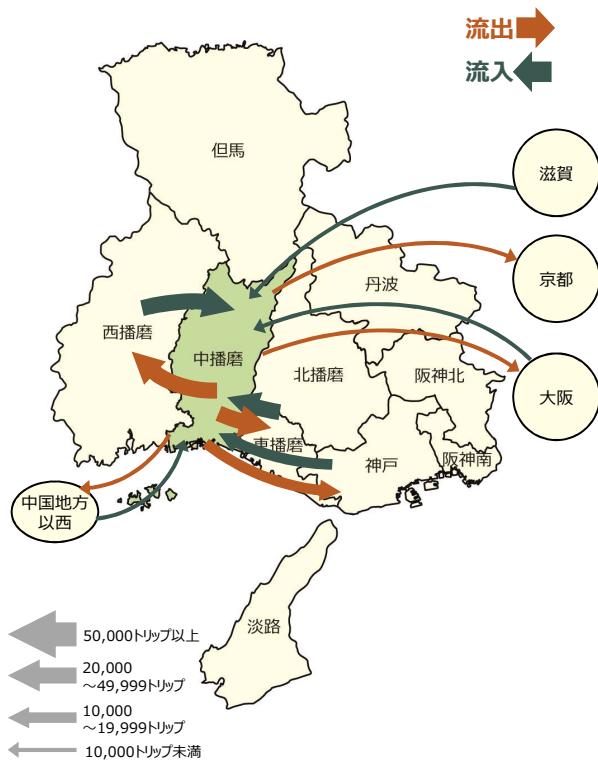 流出
流入
但馬
滋賀
京都
丹波
西播磨
中播磨
北播磨
阪神北
大阪
東播磨
神戸
阪神南
中国地方
以西
淡路
50,000トリップ以上
20,000
～49,999トリップ
10,000
～19,999トリップ
10,000トリップ未満